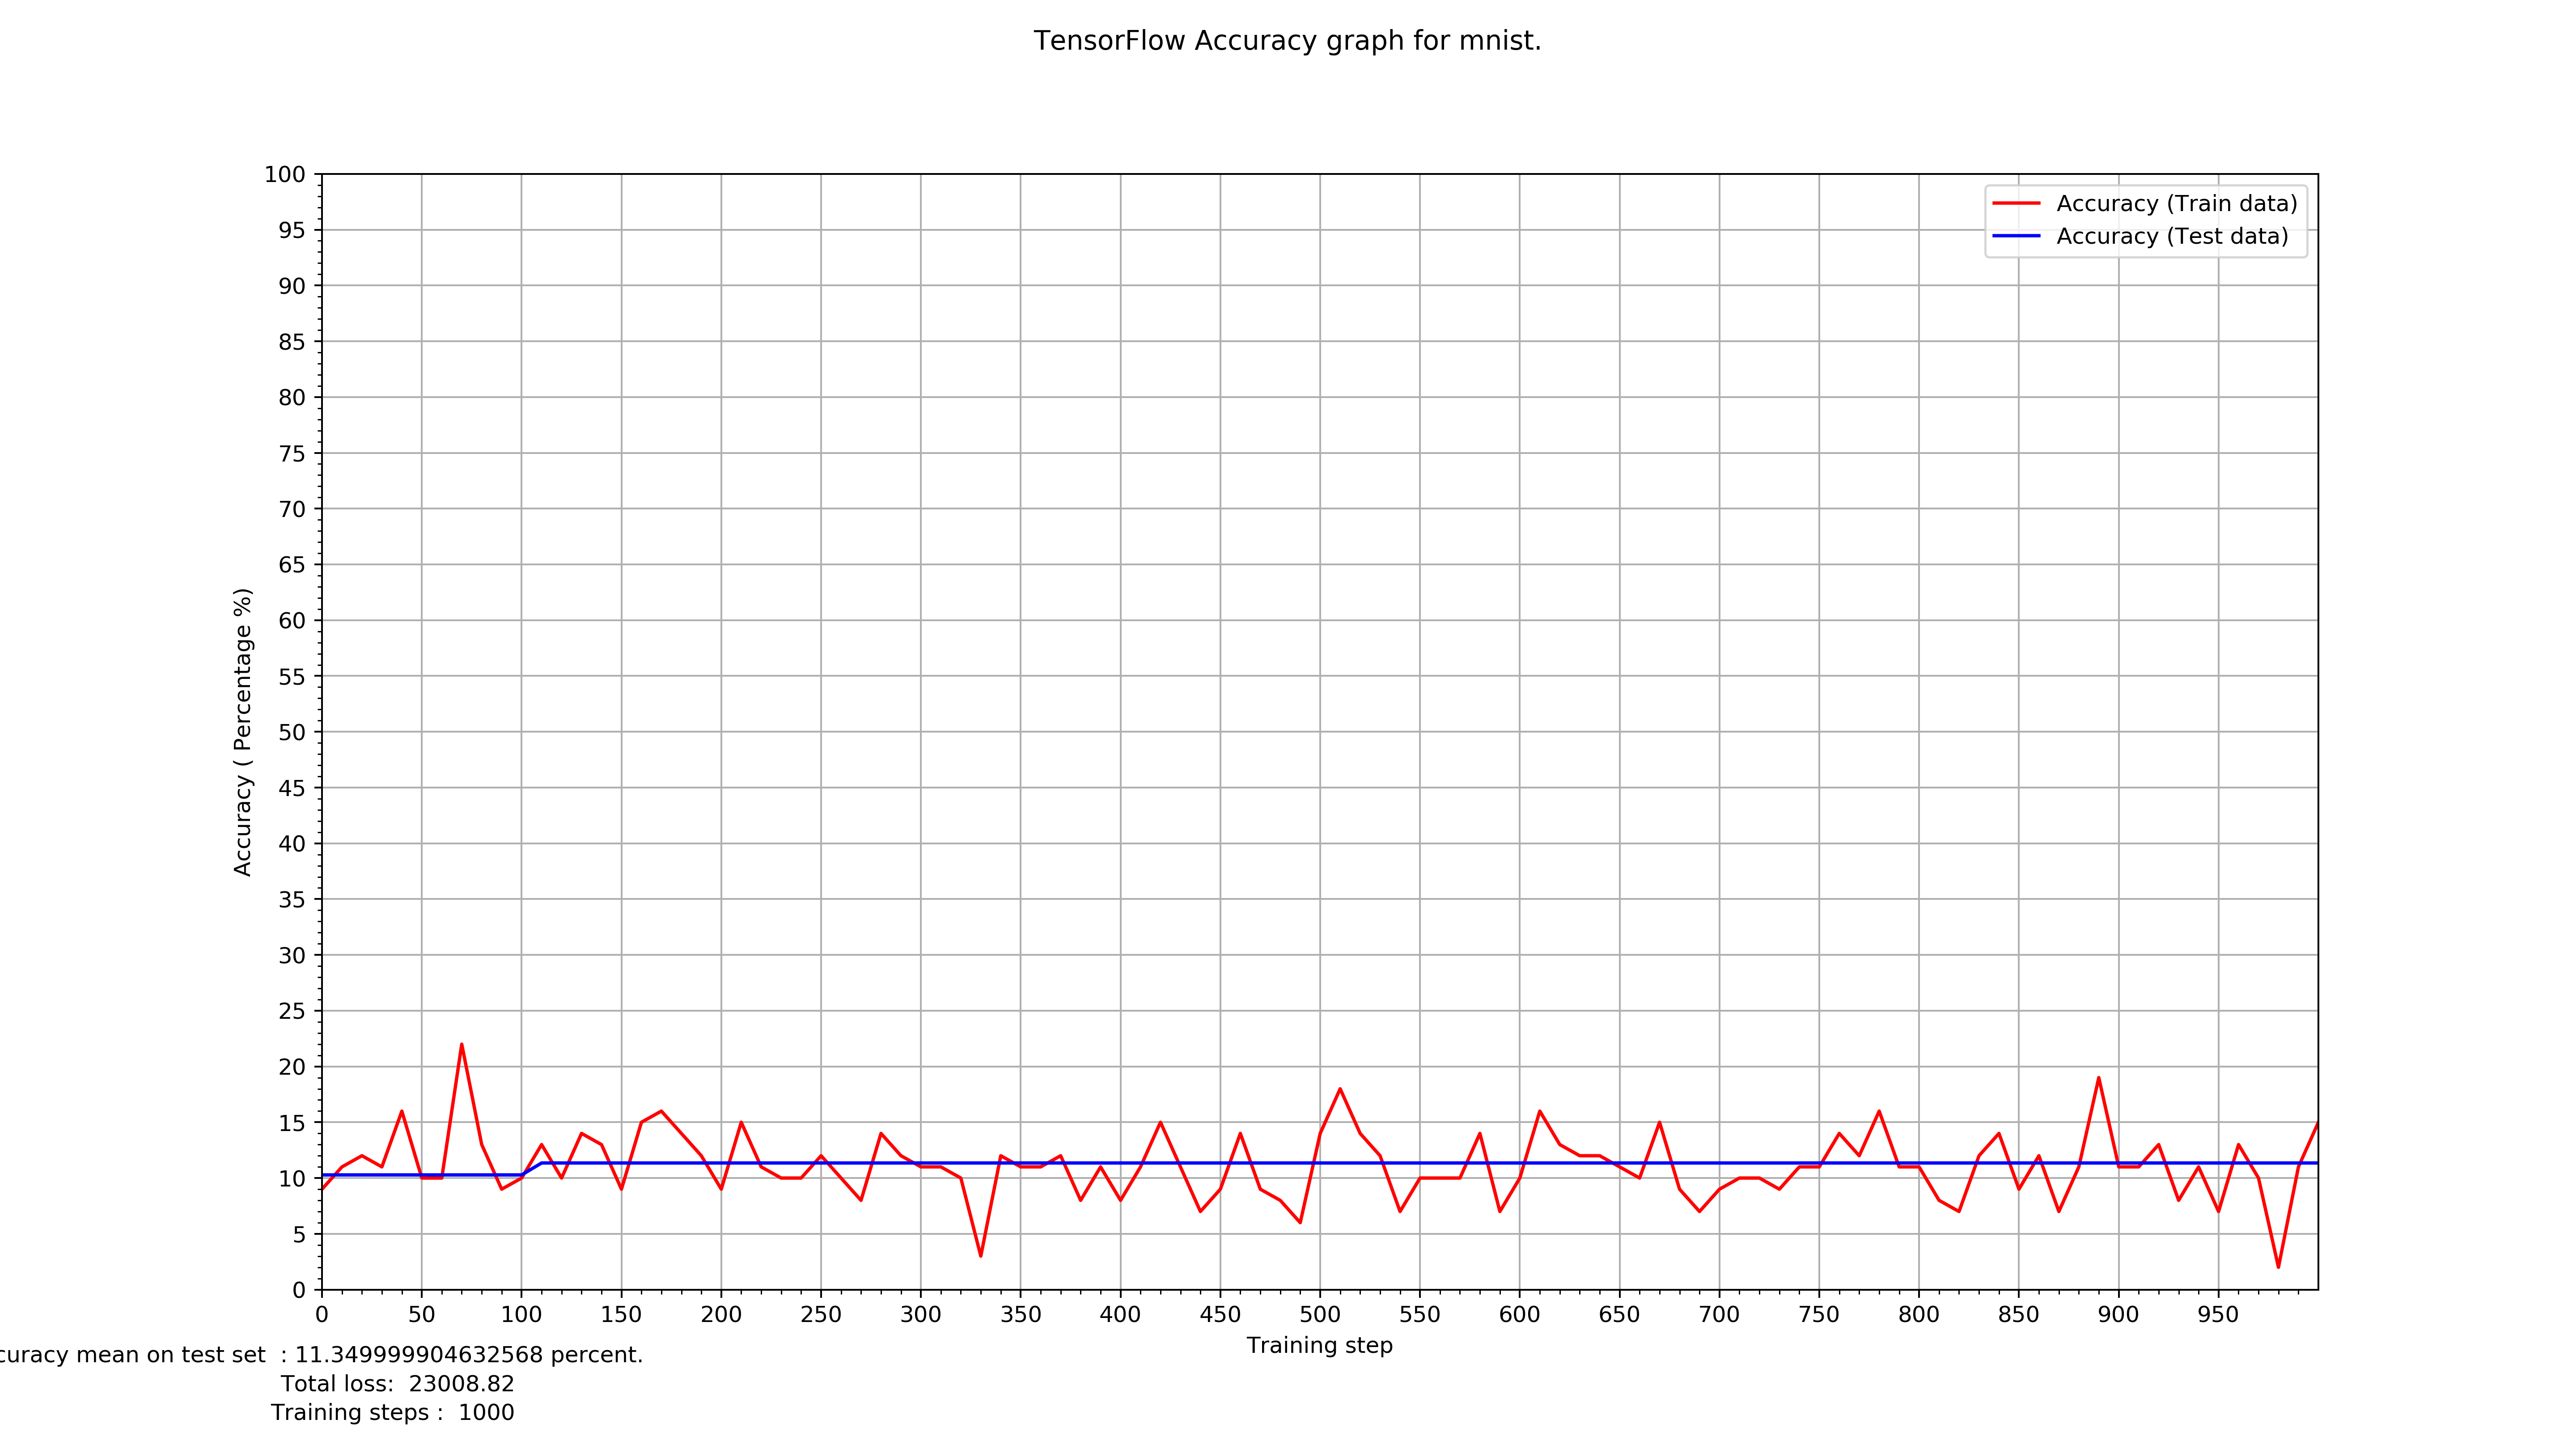 TensorFlow Accuracy graph for mnist.
100
95
90
85
80
75
70
65
60
55
50
45
40
35
30
25
20
15
10
5
0
Accuracy ( Percentage %)
Accuracy (Train data)
Accuracy (Test data)
0 50 100 150 200 250 300 350 400 450 500 550 600 650 700 750 800 850 900 950
Training step
curacy mean on test set : 11.349999904632568 percent.
Total loss: 23008.82
Training steps : 1000